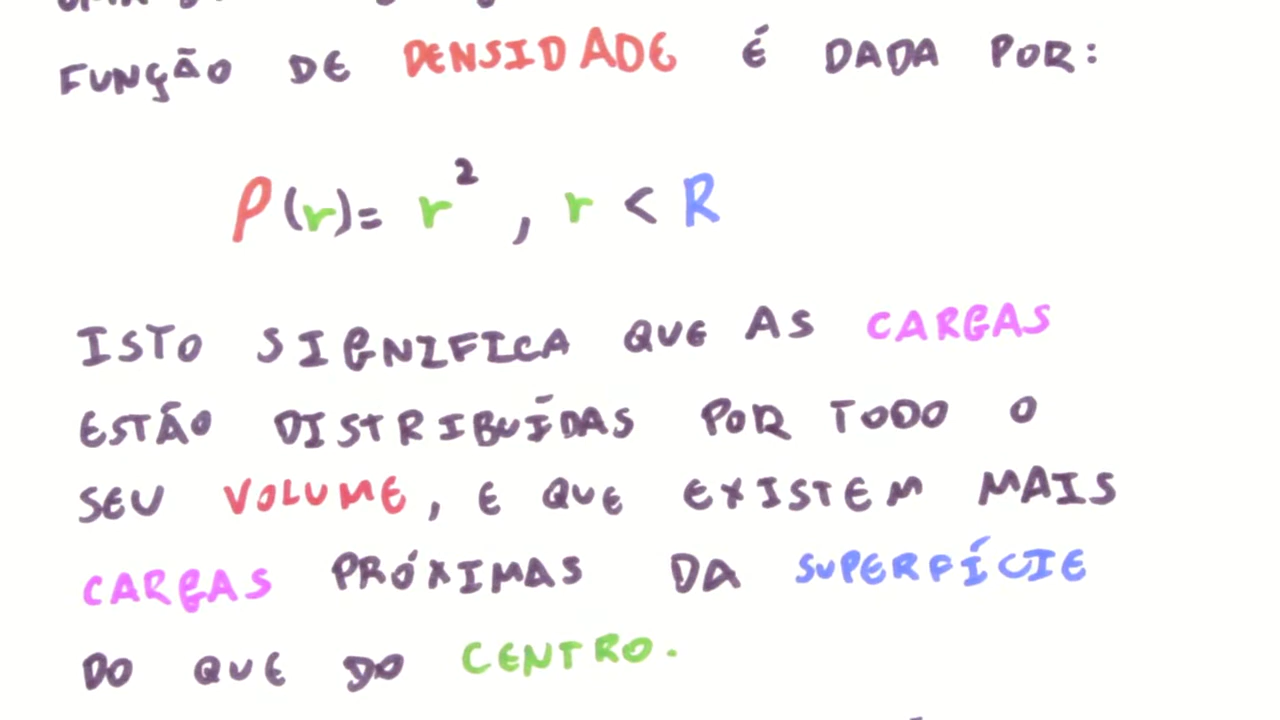 FUNÇÃO DE DENSIDADE É DADA POR:
ρ(r) = r², r < R
ISTO SIGNIFICA QUE AS CARGAS
ESTÃO DISTRIBUÍDAS POR TODO O
SEU VOLUME, E QUE EXISTEM MAIS
CARGAS PRÓXIMAS DA SUPERFÍCIE
DO QUE DO CENTRO.